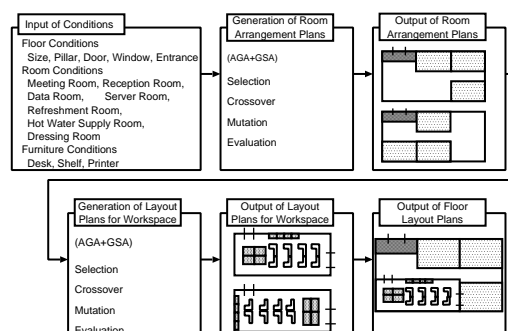 Input of Conditions
Floor Conditions
Size, Pillar, Door, Window, Entrance
Room Conditions
Meeting Room, Reception Room,
Data Room, Server Room,
Refreshment Room,
Hot Water Supply Room,
Dressing Room
Furniture Conditions
Desk, Shelf, Printer
Generation of Room
Arrangement Plans
(AGA+GSA)
Selection
Crossover
Mutation
Evaluation
Output of Room
Arrangement Plans
Generation of Layout
Plans for Workspace
(AGA+GSA)
Selection
Crossover
Mutation
Evaluation
Output of Layout
Plans for Workspace
Output of Floor
Layout Plans